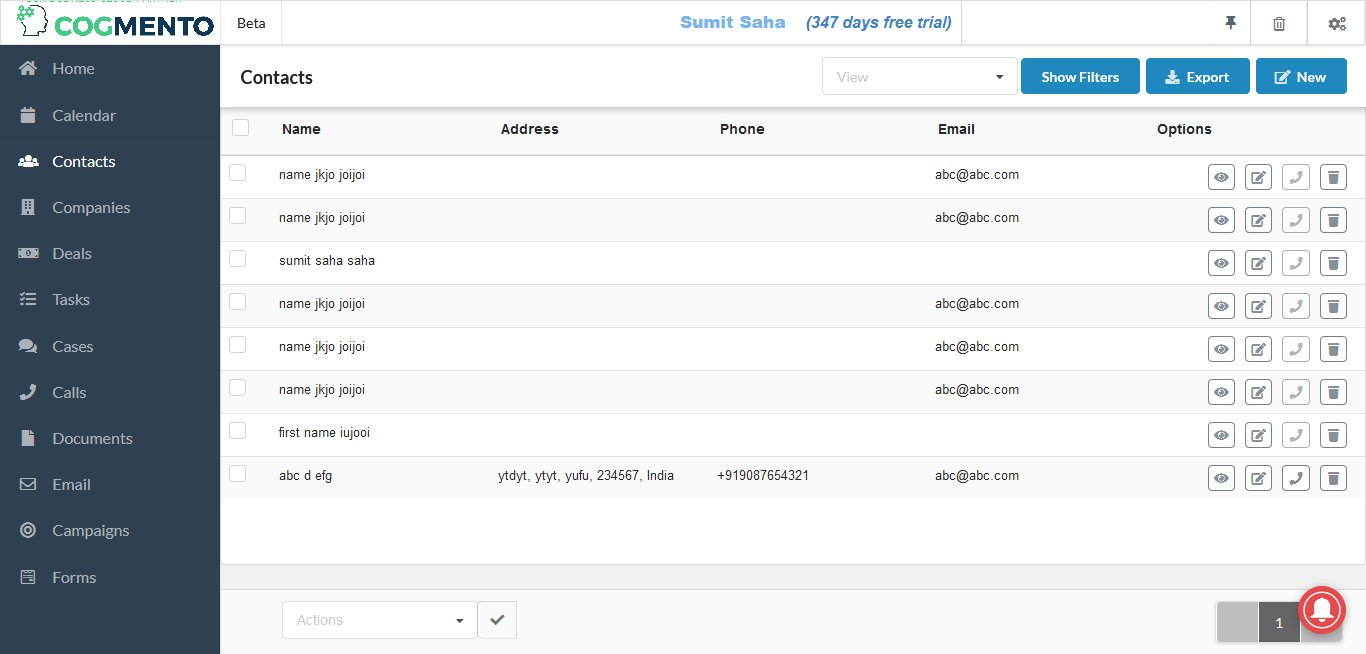 COGMENTO
Beta
Sumit Saha (347 days free trial)
Home
Calendar
Contacts
Companies
Deals
Tasks
Cases
Calls
Documents
Email
Campaigns
Forms
Contacts
View
Show Filters
Export
New
Name Address Phone Email Options
name jkjo joijoi abc@abc.com
name jkjo joijoi abc@abc.com
sumit saha saha
name jkjo joijoi abc@abc.com
name jkjo joijoi abc@abc.com
name jkjo joijoi abc@abc.com
first name iujooi
abc d efg ytdyt, ytyt, yufu, 234567, India +919087654321 abc@abc.com
Actions
1